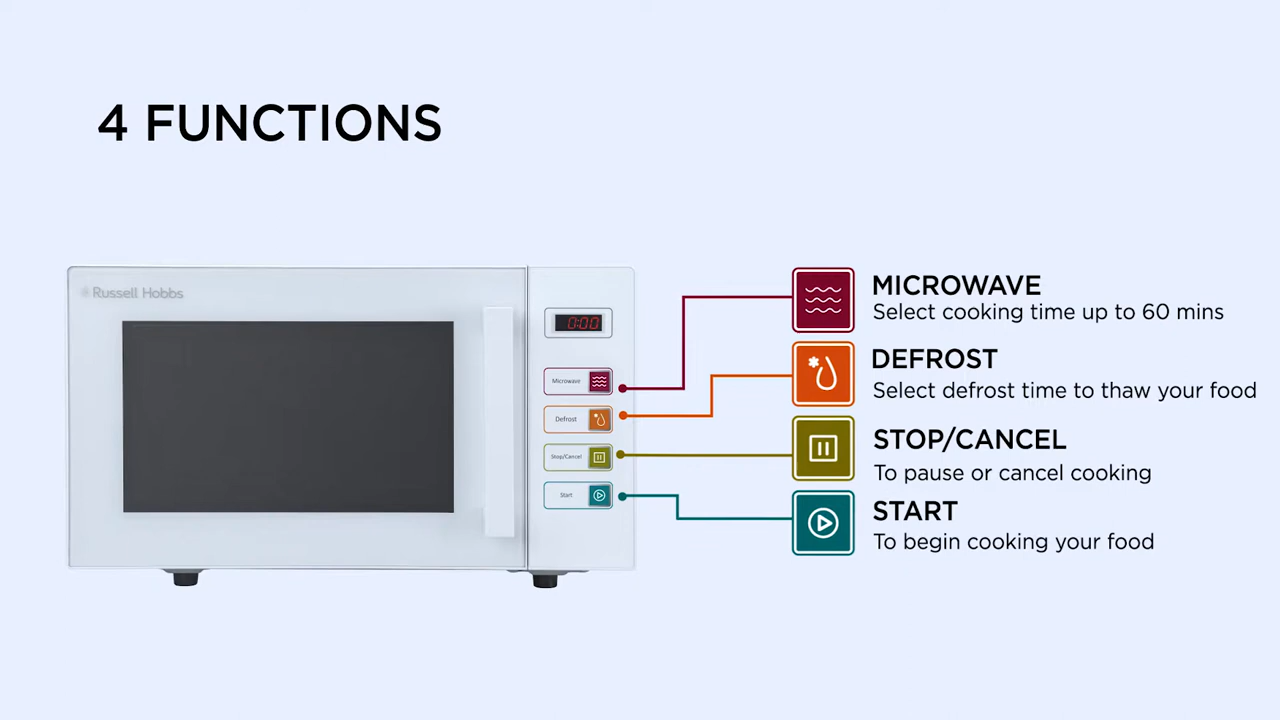 4 FUNCTIONS
Russell Hobbs
0:00
Microwave
Defrost
Stop/Cancel
Start
MICROWAVE
Select cooking time up to 60 mins
DEFROST
Select defrost time to thaw your food
STOP/CANCEL
To pause or cancel cooking
START
To begin cooking your food